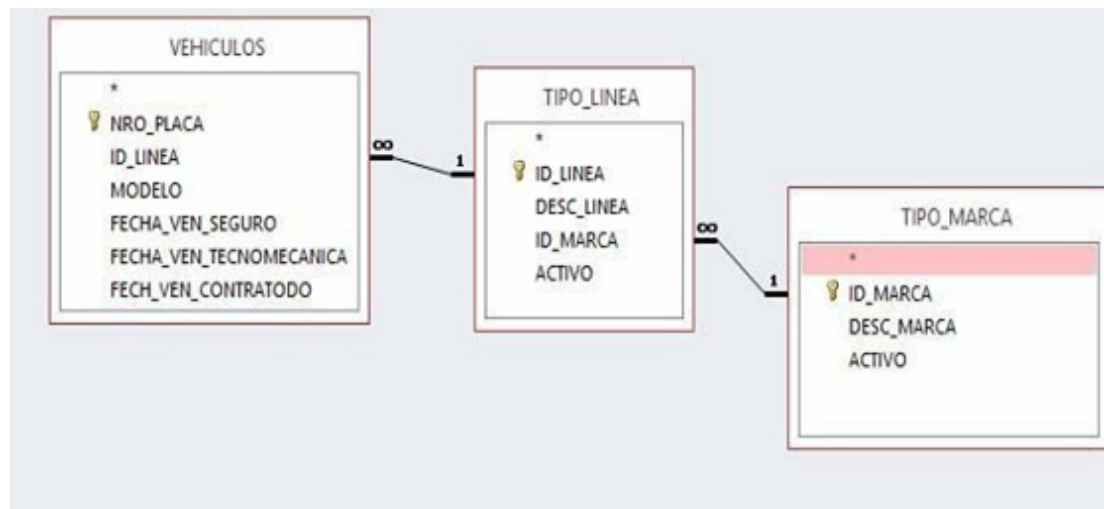 VEHICULOS
*
NRO_PLACA
ID_LINEA
MODELO
FECHA_VEN_SEGURO
FECHA_VEN_TECNOMECANICA
FECH_VEN_CONTRATODO
∞
1
TIPO_LINEA
*
ID_LINEA
DESC_LINEA
ID_MARCA
ACTIVO
∞
1
TIPO_MARCA
*
ID_MARCA
DESC_MARCA
ACTIVO